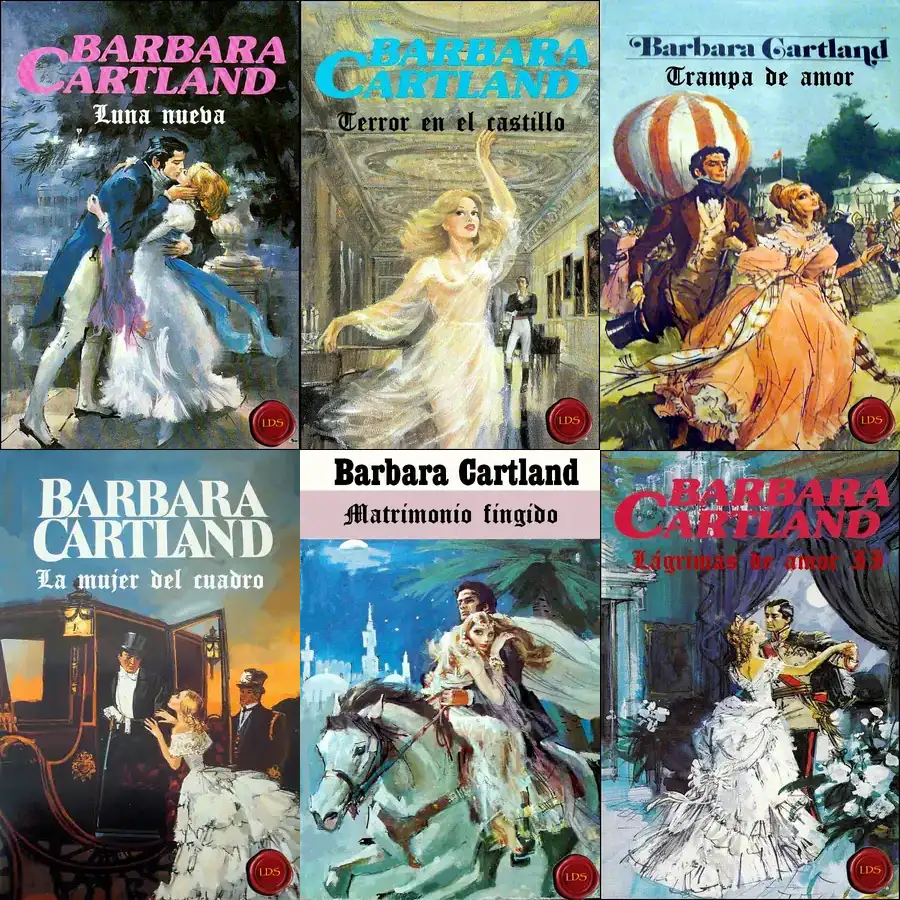 BARBARA
CARTLAND
Luna nueva
LDS
BARBARA
CARTLAND
Terror en el castillo
LDS
Barbara Cartland
Trampa de amor
LDS
BARBARA
CARTLAND
La mujer del cuadro
LDS
Barbara Cartland
Matrimonio fingido
LDS
BARBARA
CARTLAND
Lágrimas de amor II
LDS